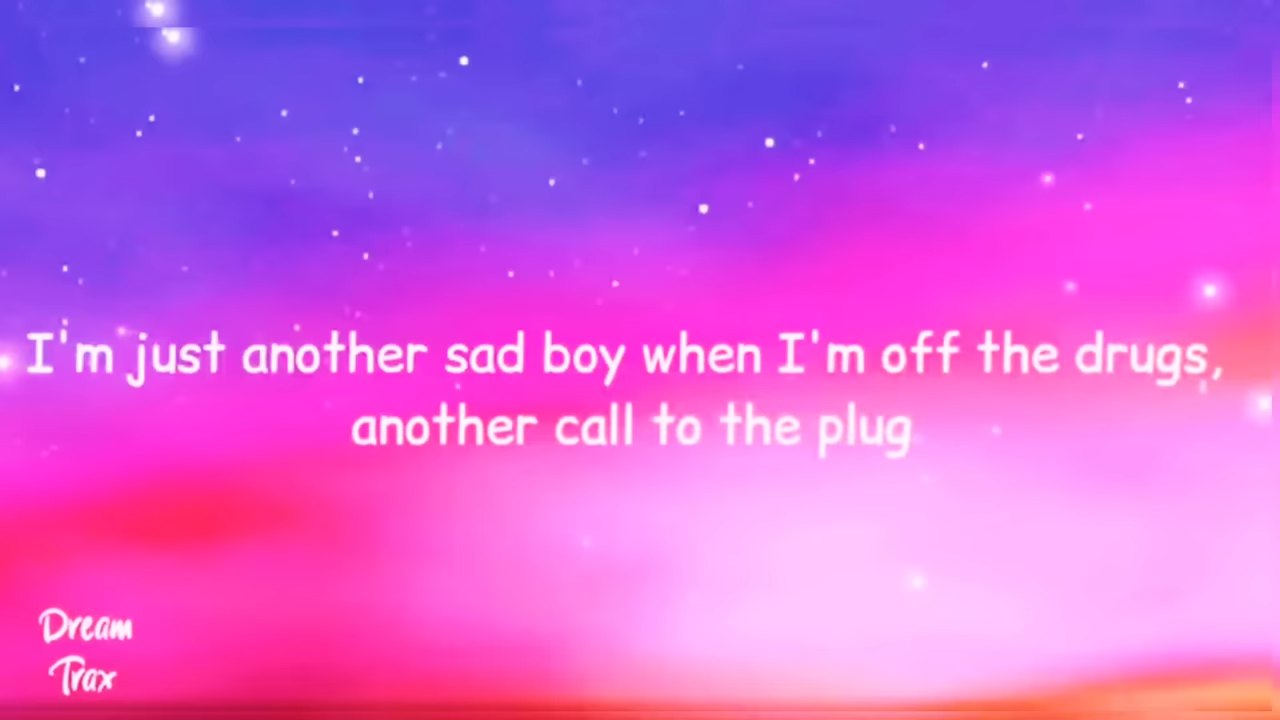 I'm just another sad boy when I'm off the drugs,
another call to the plug
Dream
Trax